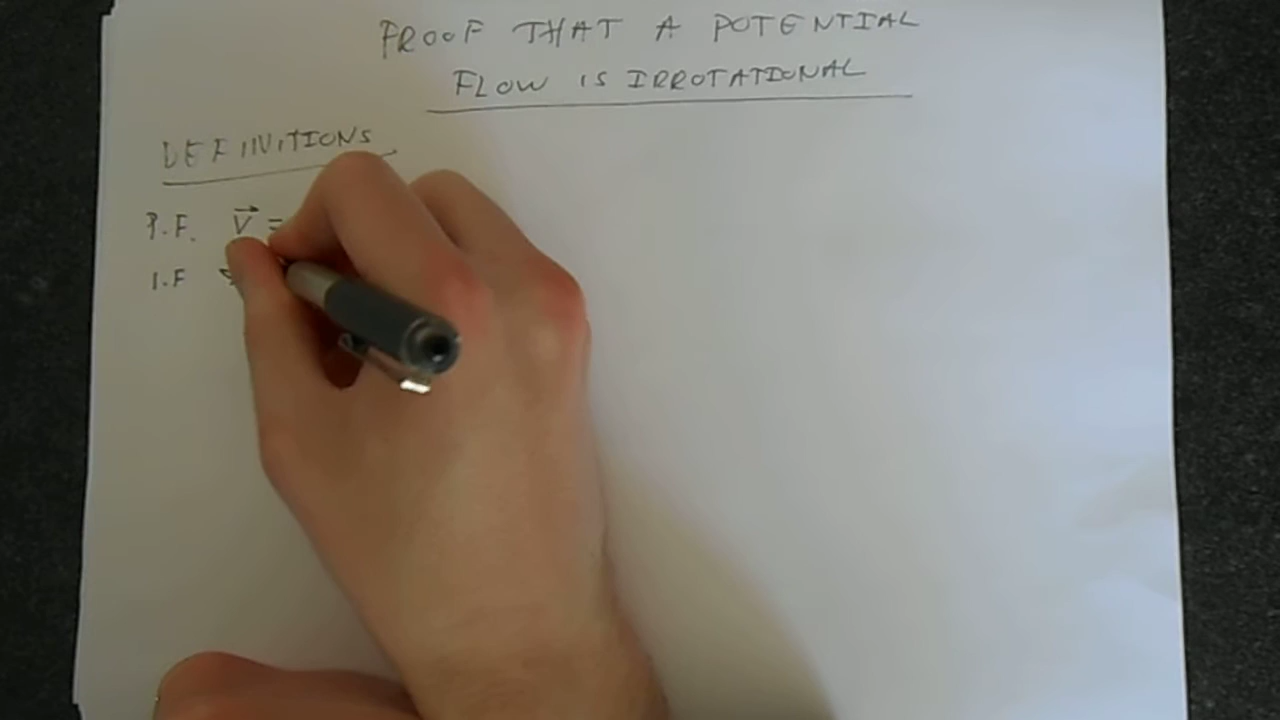 PROOF THAT A POTENTIAL
FLOW IS IRROTATIONAL
DEFINITIONS
P.F. V⃗ =
I.F ∇